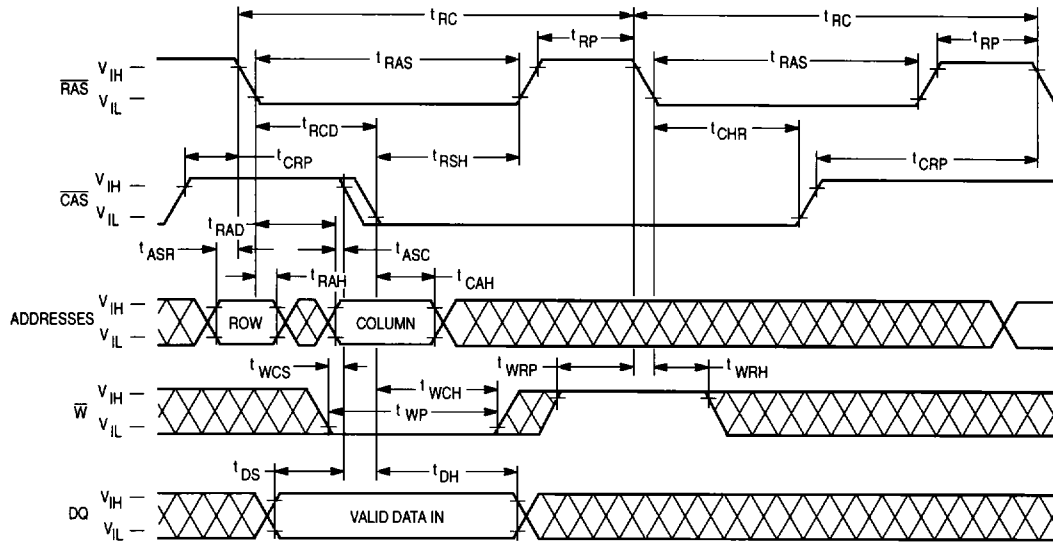 tRC tRC
tRP tRP
VIH
tRAS tRAS
RAS
VIL
tRCD tCHR
tCRP tRSH tCRP
VIH
CAS
VIL
tRAD
tASR tASC
tRAH tCAH
VIH
ADDRESSES ROW COLUMN
VIL
tWCS tWRP tWRH
tWCH
VIH
W tWP
VIL
tDS tDH
VIH
DQ VALID DATA IN
VIL